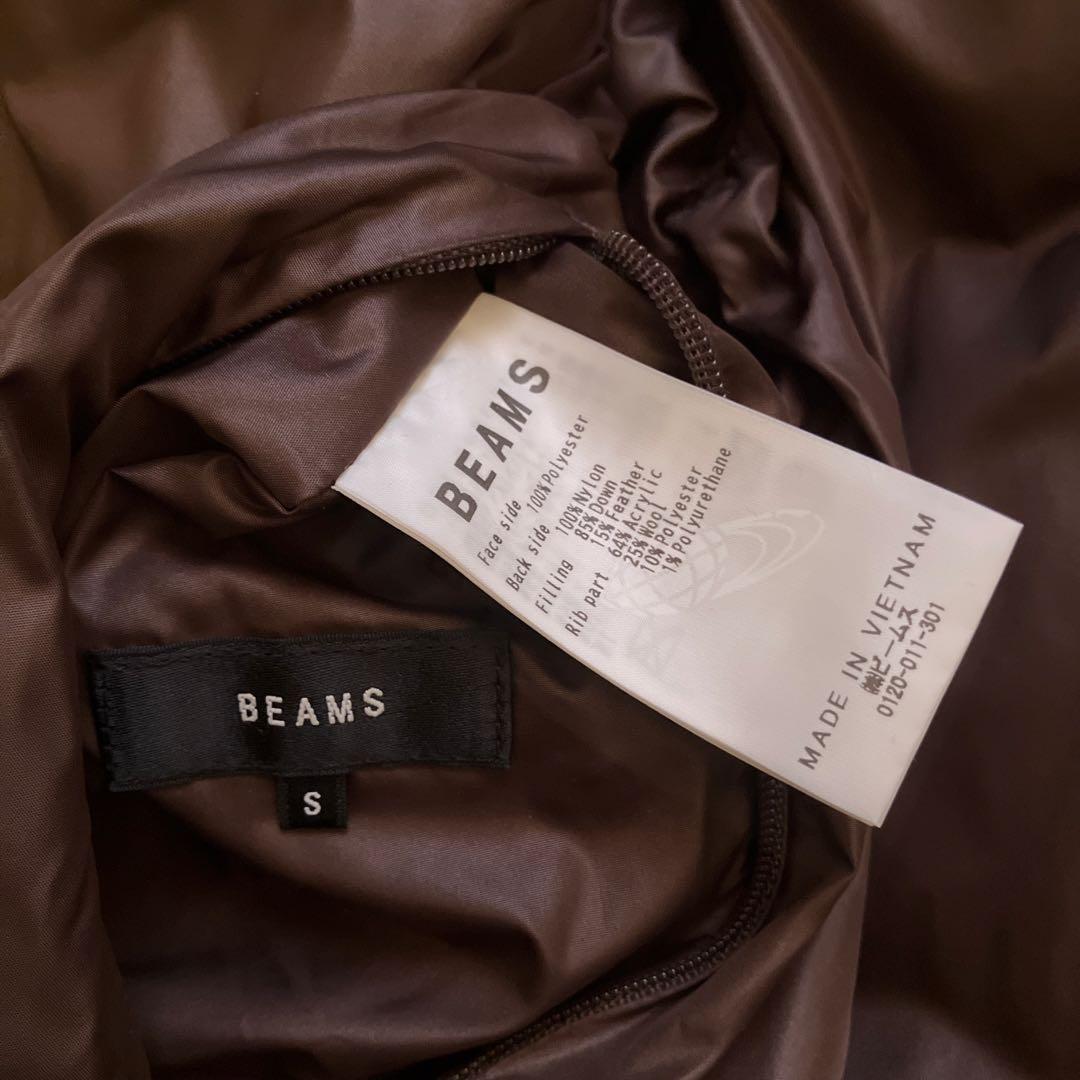 BEAMS
Face side 100%Polyester
Back side 100%Nylon
Filling 85%Down
15%Feather
Rib part 64%Acrylic
25%Wool
10%Polyester
1%Polyurethane
MADE IN VIETNAM
㈱ビームス
0120-011-301
BEAMS
S